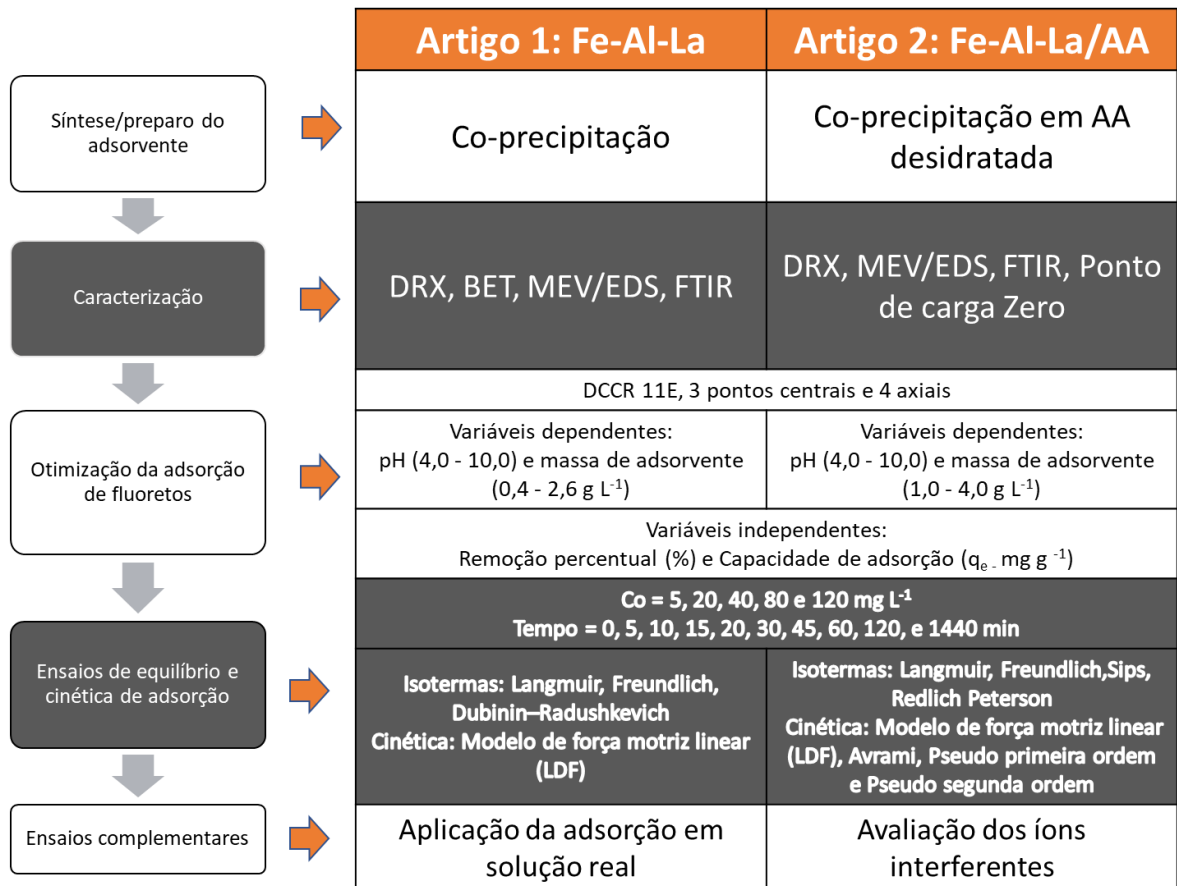 Artigo 1: Fe-Al-La
Artigo 2: Fe-Al-La/AA
Síntese/preparo do
adsorvente
Co-precipitação
Co-precipitação em AA
desidratada
Caracterização
DRX, BET, MEV/EDS, FTIR
DRX, MEV/EDS, FTIR, Ponto
de carga Zero
Otimização da adsorção
de fluoretos
DCCR 11E, 3 pontos centrais e 4 axiais
Variáveis dependentes:
pH (4,0 - 10,0) e massa de adsorvente
(0,4 - 2,6 g L⁻¹)
Variáveis dependentes:
pH (4,0 - 10,0) e massa de adsorvente
(1,0 - 4,0 g L⁻¹)
Variáveis independentes:
Remoção percentual (%) e Capacidade de adsorção (qₑ - mg g ⁻¹)
Ensaios de equilíbrio e
cinética de adsorção
Co = 5, 20, 40, 80 e 120 mg L⁻¹
Tempo = 0, 5, 10, 15, 20, 30, 45, 60, 120, e 1440 min
Isotermas: Langmuir, Freundlich,
Dubinin–Radushkevich
Cinética: Modelo de força motriz linear
(LDF)
Isotermas: Langmuir, Freundlich,Sips,
Redlich Peterson
Cinética: Modelo de força motriz linear
(LDF), Avrami, Pseudo primeira ordem
e Pseudo segunda ordem
Ensaios complementares
Aplicação da adsorção em
solução real
Avaliação dos íons
interferentes